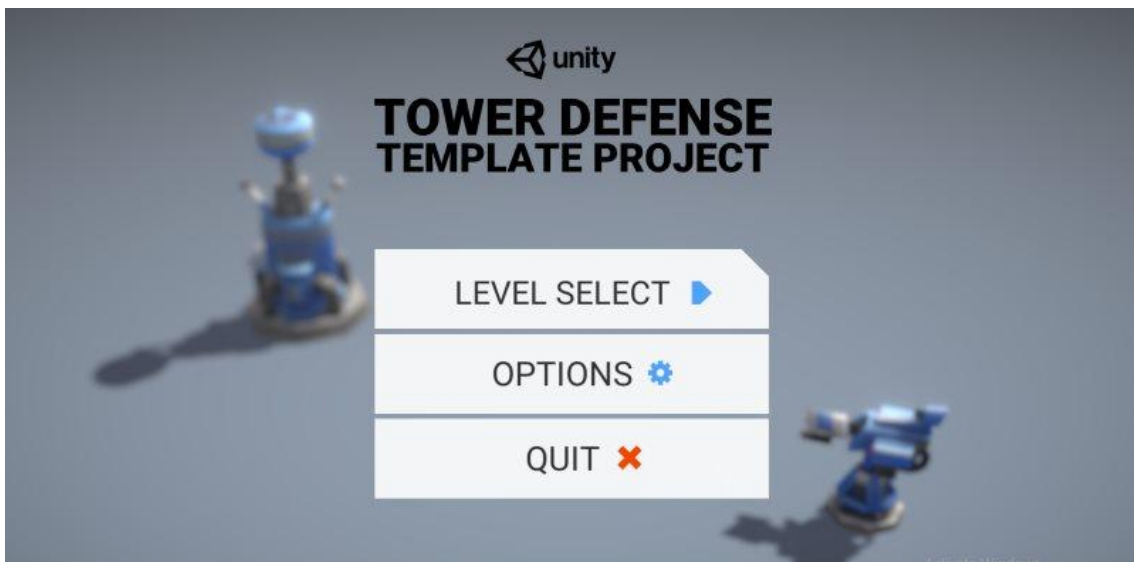 unity
TOWER DEFENSE
TEMPLATE PROJECT
LEVEL SELECT
OPTIONS
QUIT